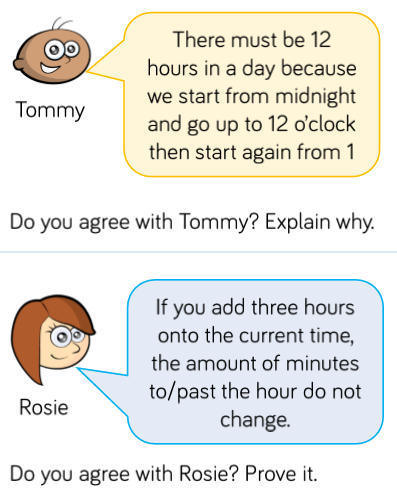 There must be 12
hours in a day because
we start from midnight
and go up to 12 o'clock
then start again from 1
Tommy
Do you agree with Tommy? Explain why.
If you add three hours
onto the current time,
the amount of minutes
to/past the hour do not
change.
Rosie
Do you agree with Rosie? Prove it.